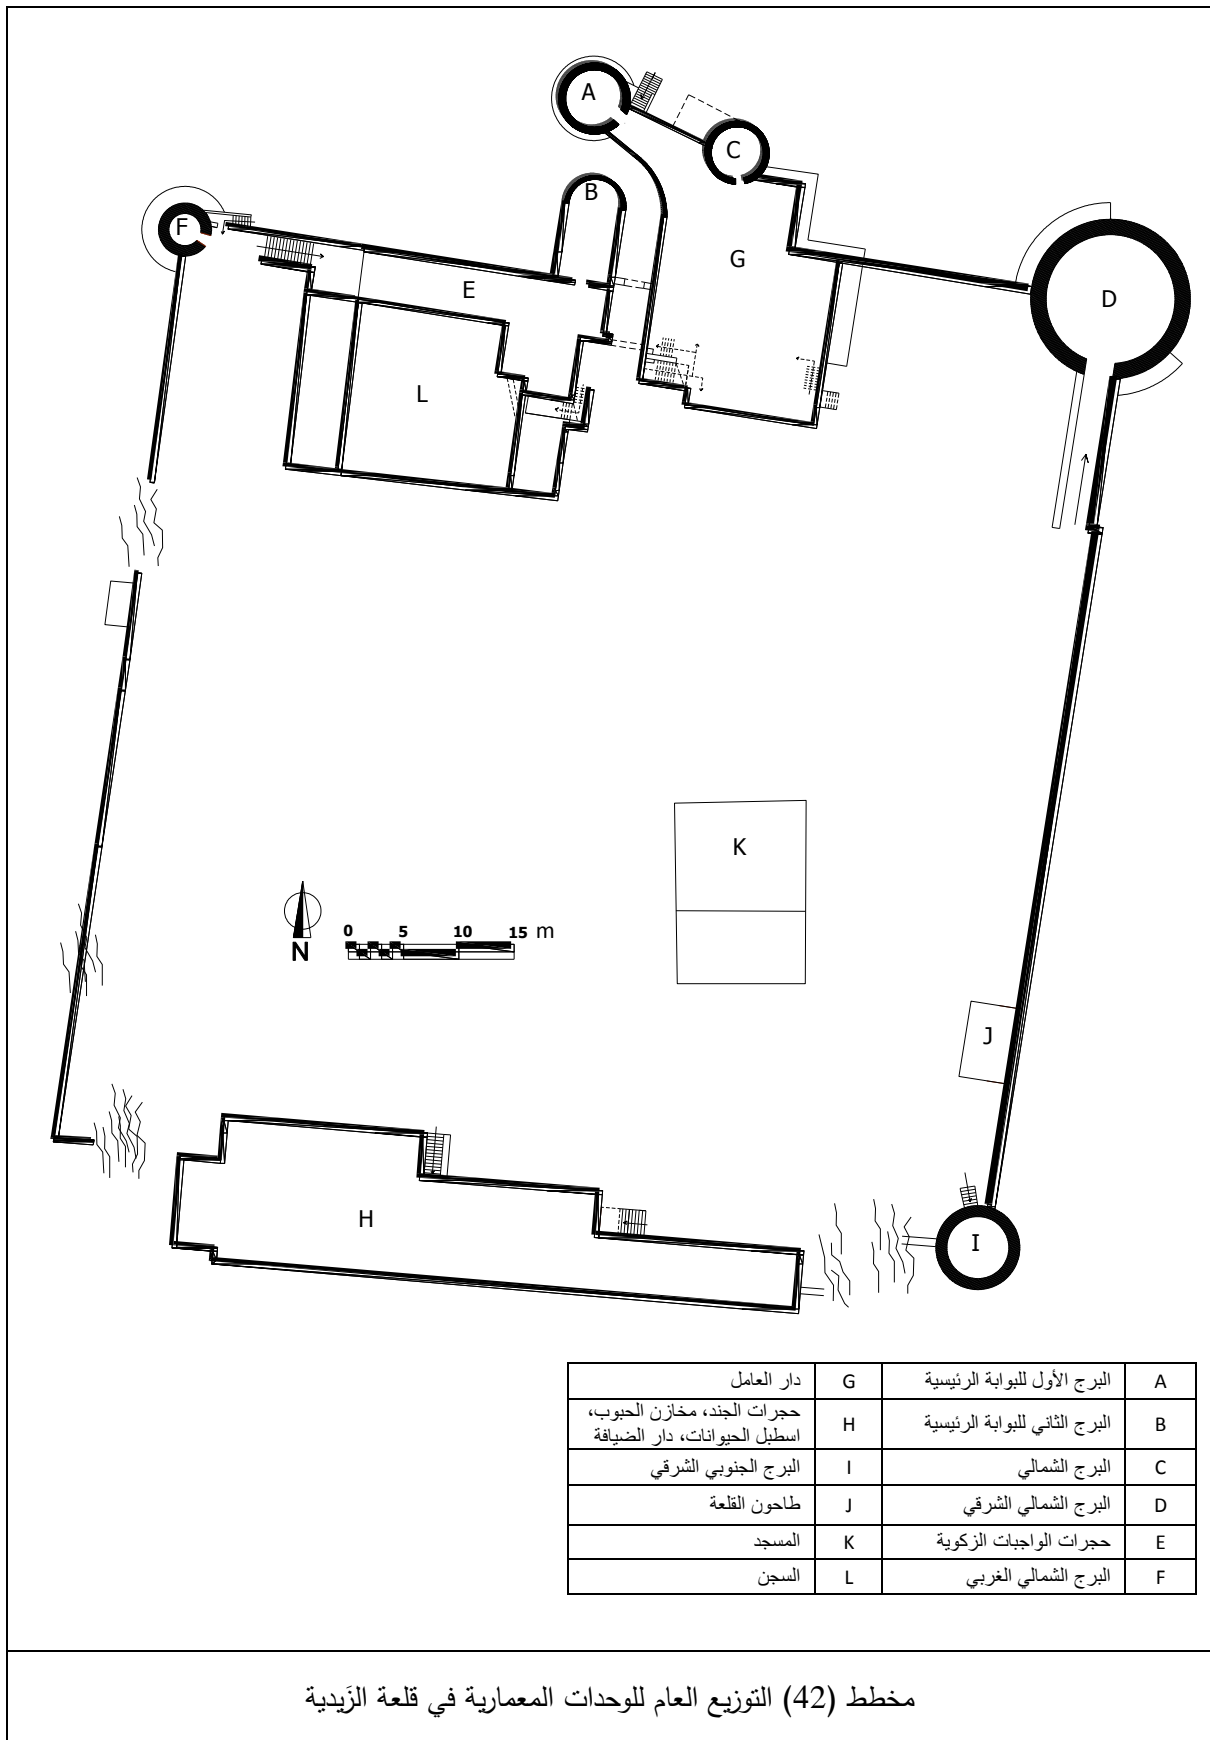 A
C
B
F
G
E
D
L
K
N
0 5 10 15 m
J
H
I
A البرج الأول للبوابة الرئيسية G دار العامل
B البرج الثاني للبوابة الرئيسية H حجرات الجند، مخازن الحبوب،
اسطبل الحيوانات، دار الضيافة
C البرج الشمالي I البرج الجنوبي الشرقي
D البرج الشمالي الشرقي J طاحون القلعة
E حجرات الواجبات الزكوية K المسجد
F البرج الشمالي الغربي L السجن
مخطط (42) التوزيع العام للوحدات المعمارية في قلعة الزَيدية